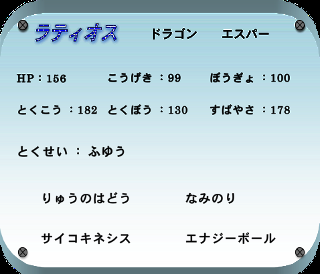 ラティオス ドラゴン エスパー
HP：156 こうげき：99 ぼうぎょ：100
とくこう：182 とくぼう：130 すばやさ：178
とくせい：ふゆう
りゅうのはどう なみのり
サイコキネシス エナジーボール